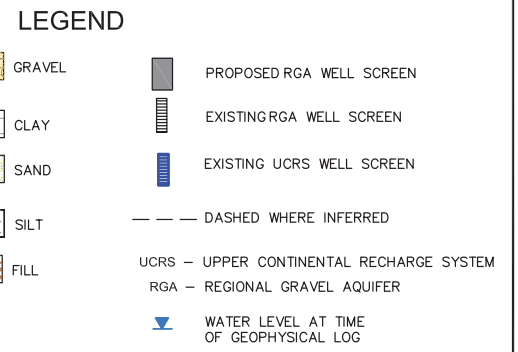 LEGEND
GRAVEL
CLAY
SAND
SILT
FILL
PROPOSED RGA WELL SCREEN
EXISTING RGA WELL SCREEN
EXISTING UCRS WELL SCREEN
— — — DASHED WHERE INFERRED
UCRS – UPPER CONTINENTAL RECHARGE SYSTEM
RGA – REGIONAL GRAVEL AQUIFER
WATER LEVEL AT TIME
OF GEOPHYSICAL LOG